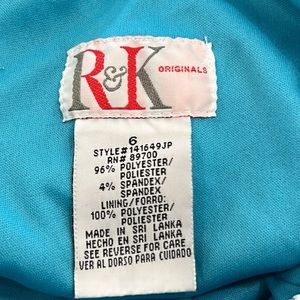 R&K ORIGINALS
6
STYLE#141649JP
RN# 89700
96% POLYESTER/
POLIESTER
4% SPANDEX/
SPANDEX
LINING/FORRO:
100% POLYESTER/
POLIESTER
MADE IN SRI LANKA
HECHO EN SRI LANKA
SEE REVERSE FOR CARE
VER AL DORSO PARA CUIDADO